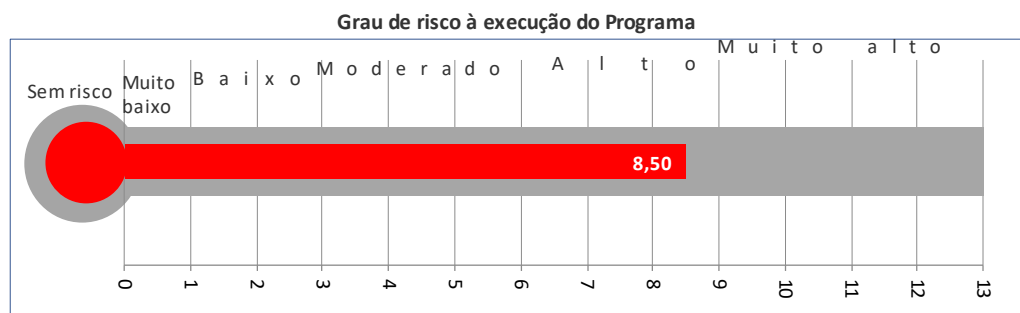 Grau de risco à execução do Programa
Sem risco
Muito baixo
Baixo
Moderado
Alto
Muito alto
8,50
0 1 2 3 4 5 6 7 8 9 10 11 12 13